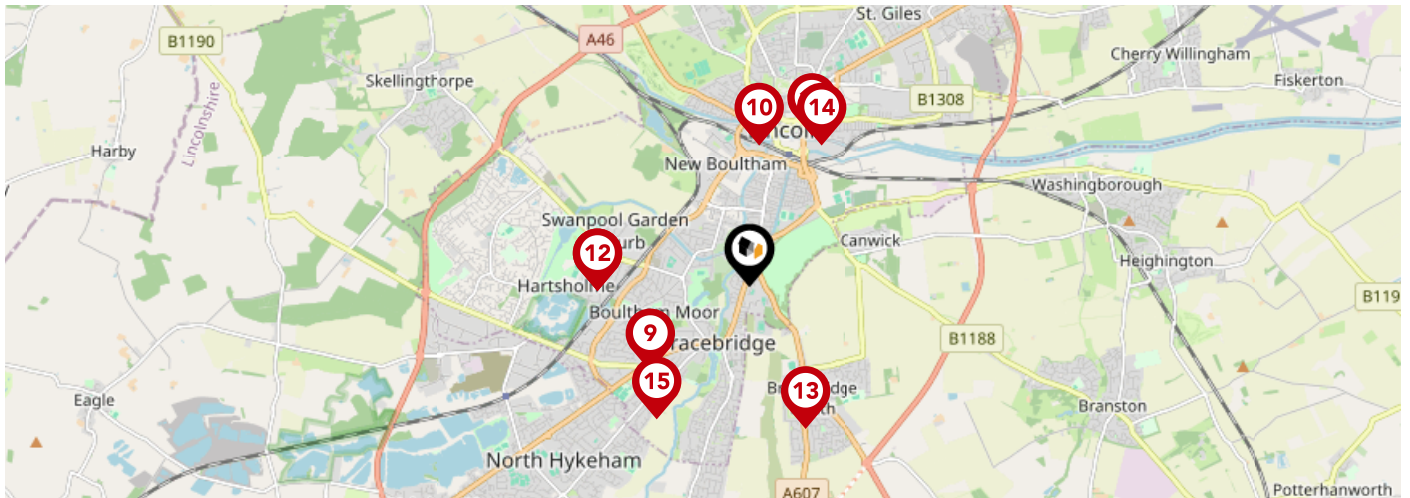 St. Giles
B1190
A46
Cherry Willingham
Skellingthorpe
Fiskerton
10
14
B1308
Lincolnshire
Harby
New Boultham
Washingborough
Swanpool Garden
12
Canwick
Heighington
Hartsholme
B119
Boultham Moor
9
B1188
15
13
Eagle
Branston
North Hykeham
A607
Potterhanworth